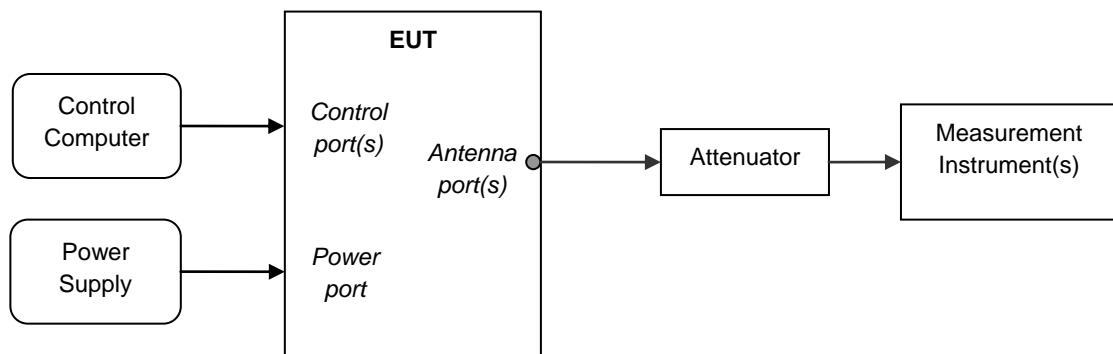 EUT
Control
Computer
Control
port(s)
Antenna
port(s)
Attenuator
Measurement
Instrument(s)
Power
Supply
Power
port